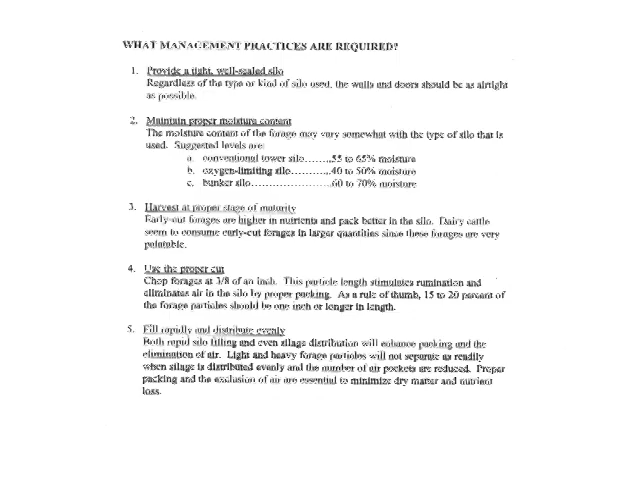 WHAT MANAGEMENT PRACTICES ARE REQUIRED?
1. Provide a tight, well-sealed silo
Regardless of the type or kind of silo used, the walls and doors should be as airtight
as possible.
2. Maintain proper moisture content
The moisture content of the forage may vary somewhat with the type of silo that is
used. Suggested levels are:
a. conventional tower silo........55 to 65% moisture
b. oxygen-limiting silo...........40 to 50% moisture
c. bunker silo......................60 to 70% moisture
3. Harvest at proper stage of maturity
Early-cut forages are higher in nutrients and pack better in the silo. Dairy cattle
seem to consume early-cut forages in larger quantities since these forages are very
palatable.
4. Use the proper cut
Chop forages at 3/8 of an inch. This particle length stimulates rumination and
eliminates air in the silo by proper packing. As a rule of thumb, 15 to 20 percent of
the forage particles should be one inch or longer in length.
5. Fill rapidly and distribute evenly
Both rapid silo filling and even silage distribution will enhance packing and the
elimination of air. Light and heavy forage particles will not separate as readily
when silage is distributed evenly and the number of air pockets are reduced. Proper
packing and the exclusion of air are essential to minimize dry matter and nutrient
loss.